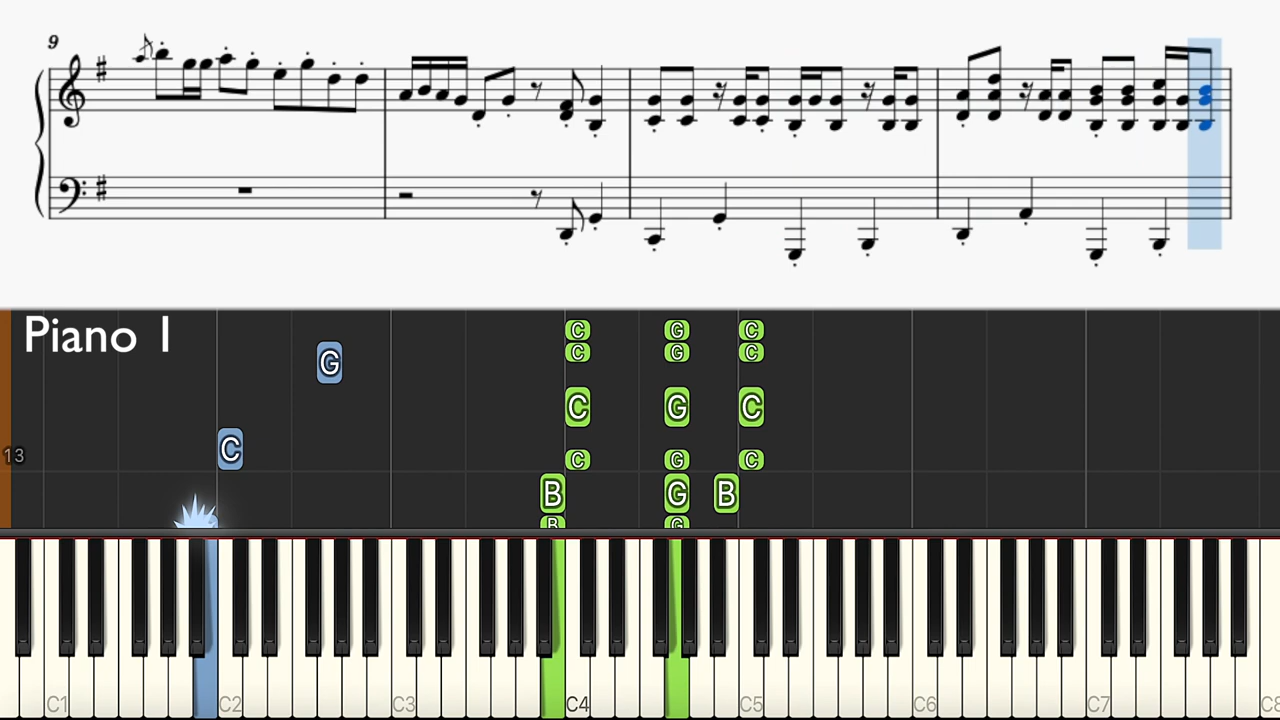 9
Piano 1
C C G C
C C G C
G
C G C
C
13
C G C
B G B
B G
C1 C2 C3 C4 C5 C6 C7 C8